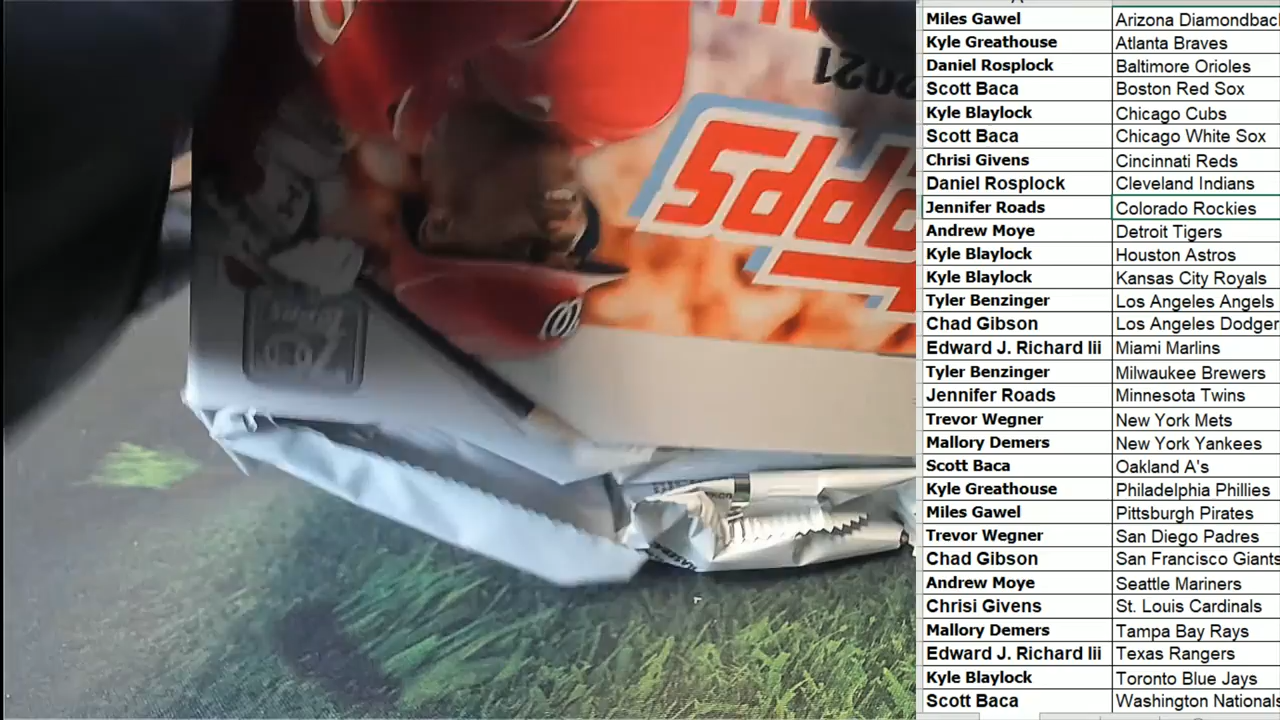 Miles Gawel Arizona Diamondbac
Kyle Greathouse Atlanta Braves
Daniel Rosplock Baltimore Orioles
Scott Baca Boston Red Sox
Kyle Blaylock Chicago Cubs
Scott Baca Chicago White Sox
Chrisi Givens Cincinnati Reds
Daniel Rosplock Cleveland Indians
Jennifer Roads Colorado Rockies
Andrew Moye Detroit Tigers
Kyle Blaylock Houston Astros
Kyle Blaylock Kansas City Royals
Tyler Benzinger Los Angeles Angels
Chad Gibson Los Angeles Dodger
Edward J. Richard Iii Miami Marlins
Tyler Benzinger Milwaukee Brewers
Jennifer Roads Minnesota Twins
Trevor Wegner New York Mets
Mallory Demers New York Yankees
Scott Baca Oakland A's
Kyle Greathouse Philadelphia Phillies
Miles Gawel Pittsburgh Pirates
Trevor Wegner San Diego Padres
Chad Gibson San Francisco Giants
Andrew Moye Seattle Mariners
Chrisi Givens St. Louis Cardinals
Mallory Demers Tampa Bay Rays
Edward J. Richard Iii Texas Rangers
Kyle Blaylock Toronto Blue Jays
Scott Baca Washington Nationals
2021
opps